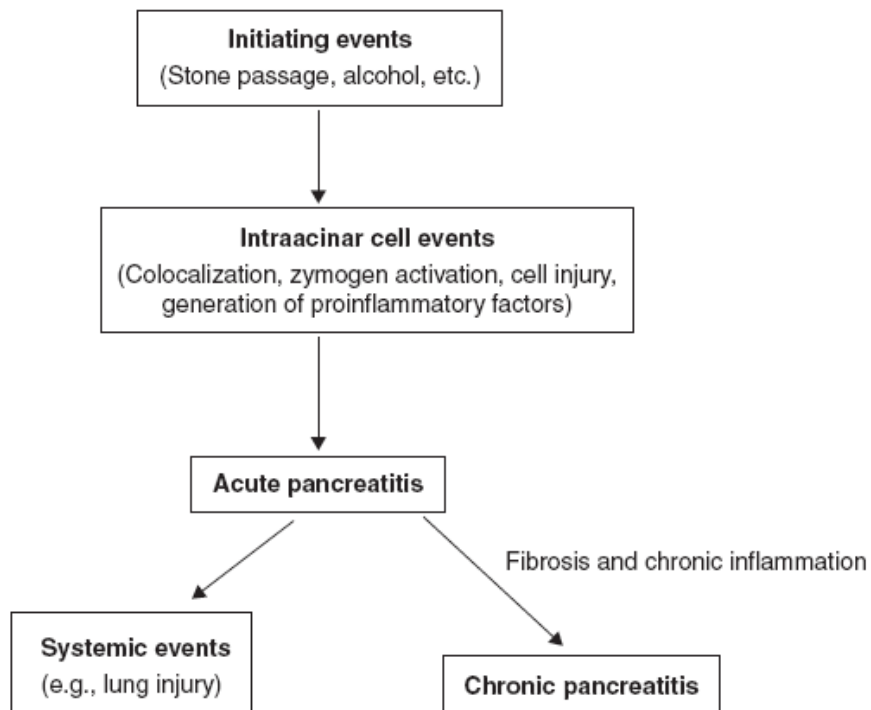 Initiating events
(Stone passage, alcohol, etc.)
Intraacinar cell events
(Colocalization, zymogen activation, cell injury,
generation of proinflammatory factors)
Acute pancreatitis
Fibrosis and chronic inflammation
Systemic events
(e.g., lung injury)
Chronic pancreatitis